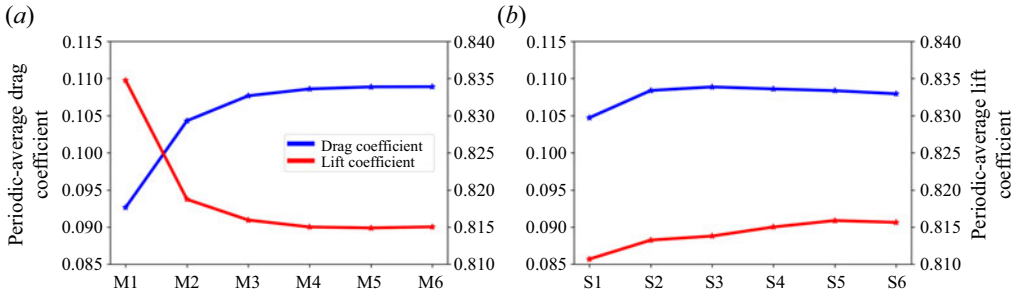 (a)
Periodic-average drag
coefficient
0.115
0.110
0.105
0.100
0.095
0.090
0.085
0.840
0.835
0.830
0.825
0.820
0.815
0.810
Drag coefficient
Lift coefficient
M1 M2 M3 M4 M5 M6
(b)
0.115
0.110
0.105
0.100
0.095
0.090
0.085
0.840
0.835
0.830
0.825
0.820
0.815
0.810
Periodic-average lift
coefficient
S1 S2 S3 S4 S5 S6